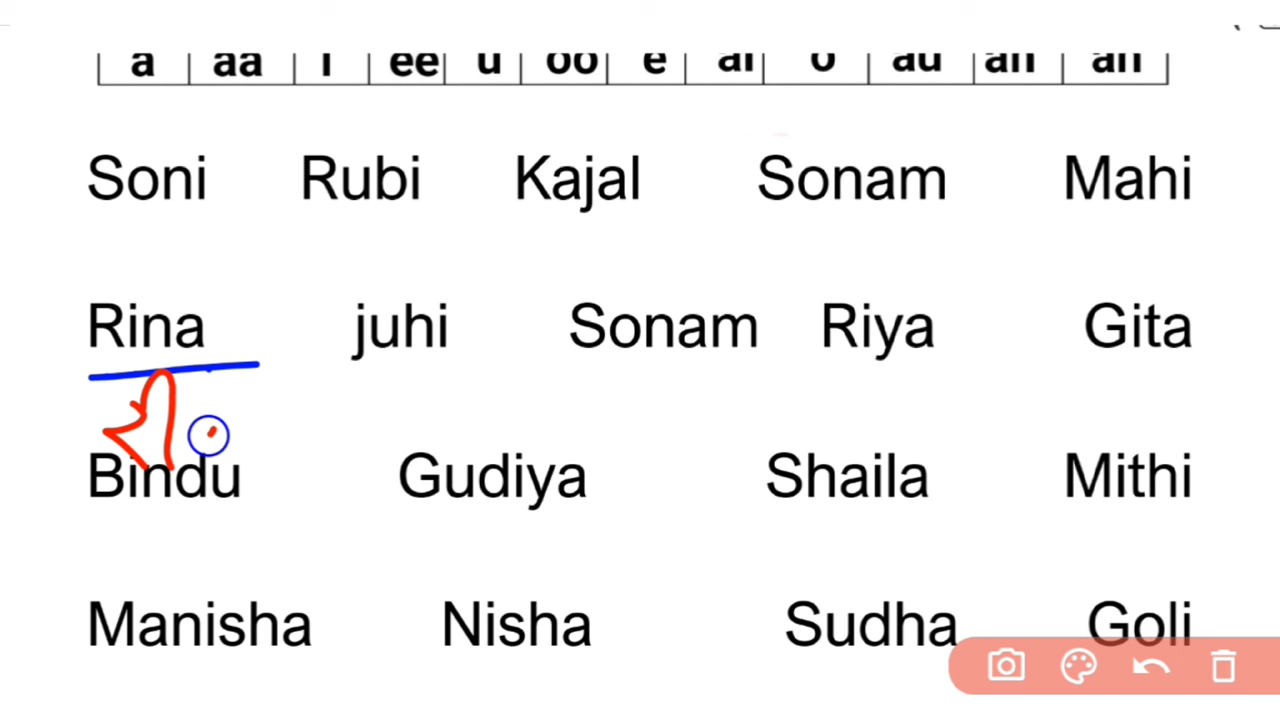 a aa i ee u oo e ai o au an ah
Soni Rubi Kajal Sonam Mahi
Rina juhi Sonam Riya Gita
री
Bindu Gudiya Shaila Mithi
Manisha Nisha Sudha Goli